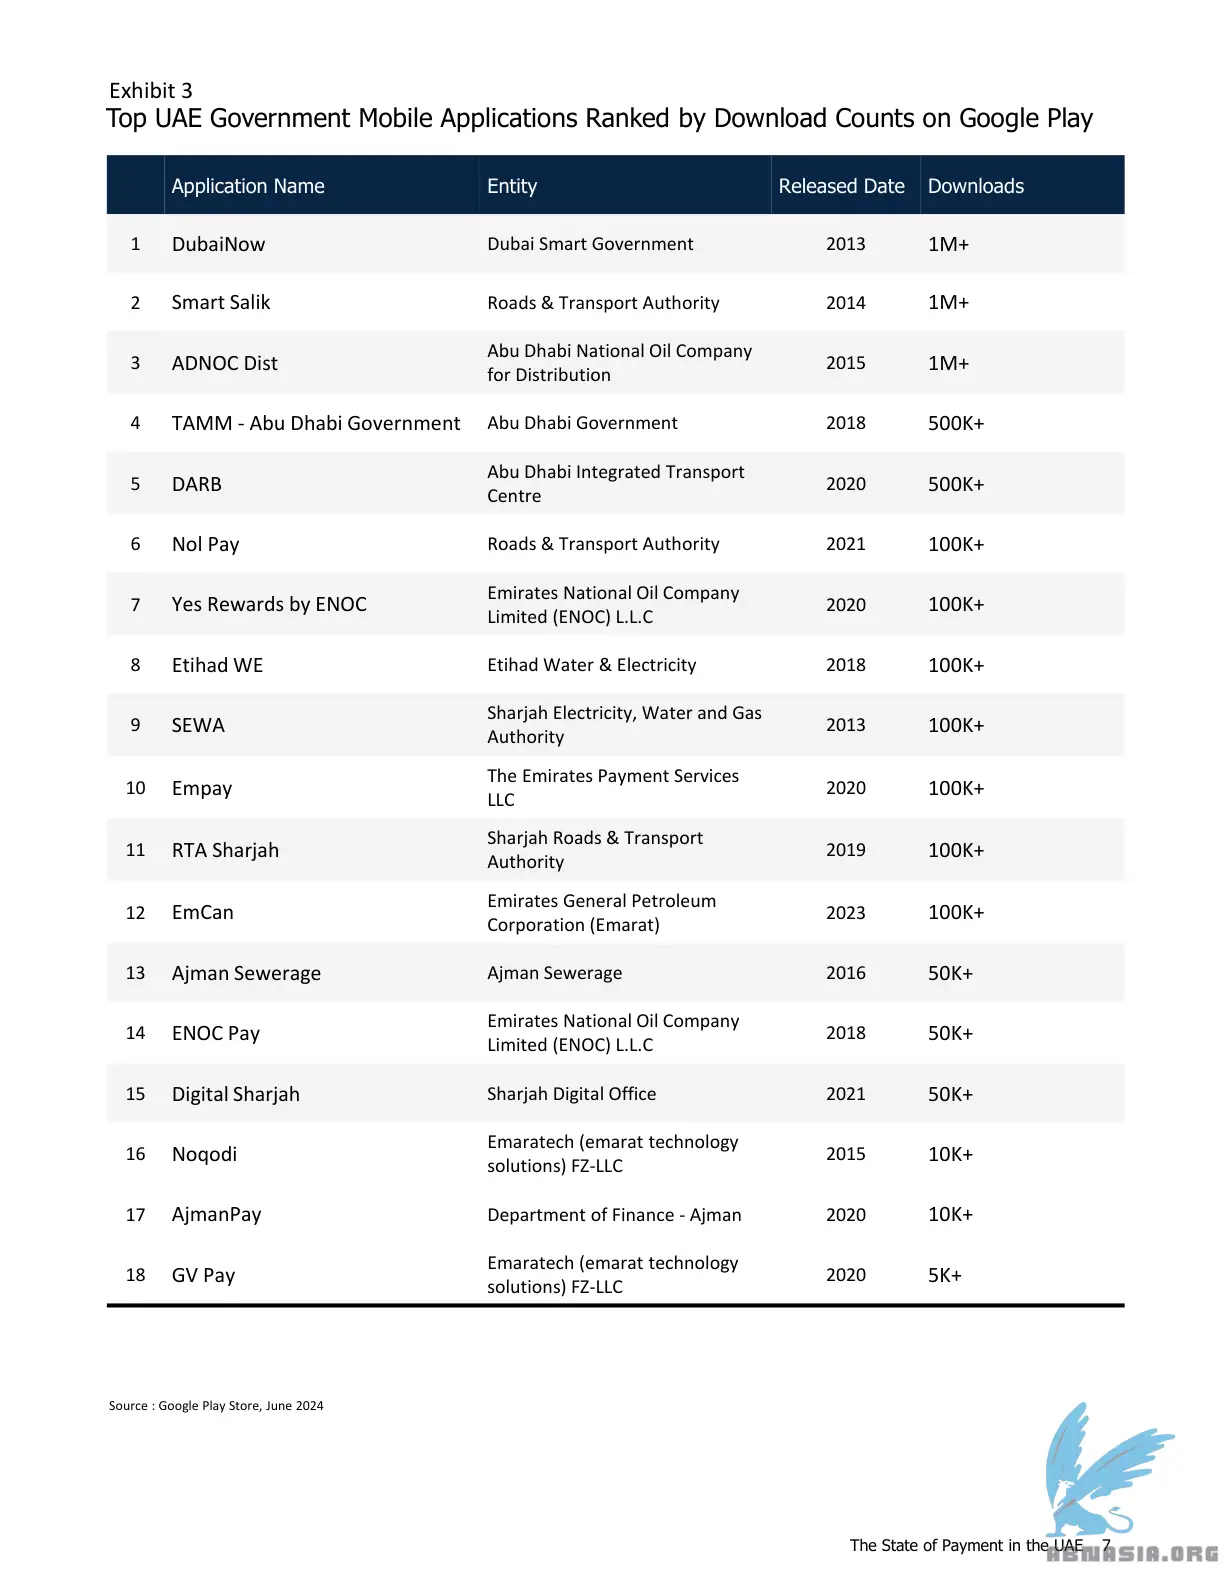 Exhibit 3
Top UAE Government Mobile Applications Ranked by Download Counts on Google Play
Application Name Entity Released Date Downloads
1 DubaiNow Dubai Smart Government 2013 1M+
2 Smart Salik Roads & Transport Authority 2014 1M+
3 ADNOC Dist Abu Dhabi National Oil Company
for Distribution 2015 1M+
4 TAMM - Abu Dhabi Government Abu Dhabi Government 2018 500K+
5 DARB Abu Dhabi Integrated Transport
Centre 2020 500K+
6 Nol Pay Roads & Transport Authority 2021 100K+
7 Yes Rewards by ENOC Emirates National Oil Company
Limited (ENOC) L.L.C 2020 100K+
8 Etihad WE Etihad Water & Electricity 2018 100K+
9 SEWA Sharjah Electricity, Water and Gas
Authority 2013 100K+
10 Empay The Emirates Payment Services
LLC 2020 100K+
11 RTA Sharjah Sharjah Roads & Transport
Authority 2019 100K+
12 EmCan Emirates General Petroleum
Corporation (Emarat) 2023 100K+
13 Ajman Sewerage Ajman Sewerage 2016 50K+
14 ENOC Pay Emirates National Oil Company
Limited (ENOC) L.L.C 2018 50K+
15 Digital Sharjah Sharjah Digital Office 2021 50K+
16 Noqodi Emaratech (emarat technology
solutions) FZ-LLC 2015 10K+
17 AjmanPay Department of Finance - Ajman 2020 10K+
18 GV Pay Emaratech (emarat technology
solutions) FZ-LLC 2020 5K+
Source : Google Play Store, June 2024
The State of Payment in the UAE 7
ABMASIA.ORG